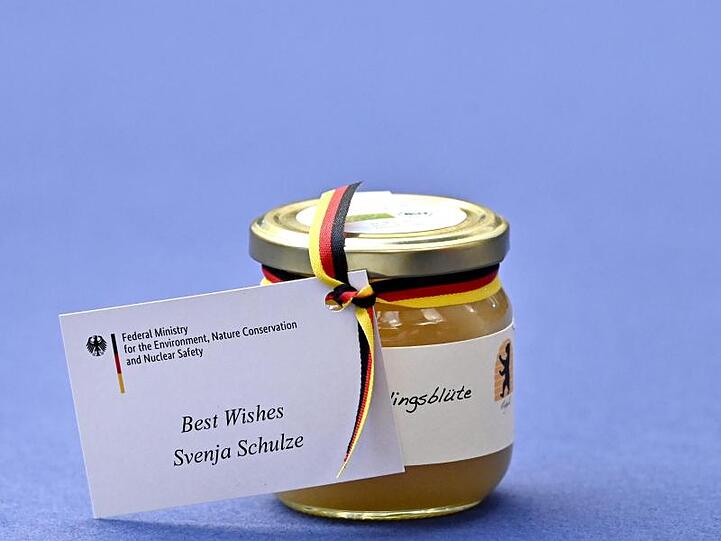 Federal Ministry
for the Environment, Nature Conservation
and Nuclear Safety
Best Wishes
Svenja Schulze
lingsblüte